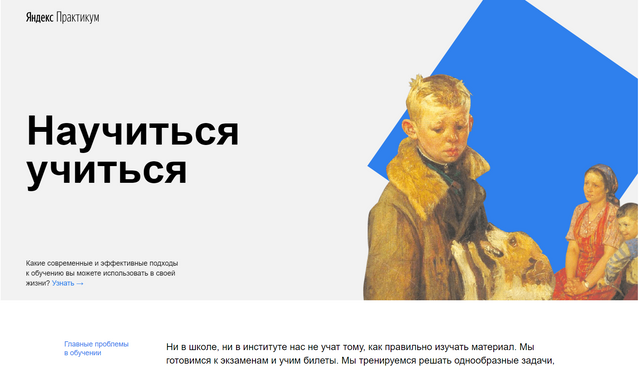 Яндекс Практикум
Научиться
учиться
Какие современные и эффективные подходы
к обучению вы можете использовать в своей
жизни? Узнать →
Главные проблемы
в обучении
Ни в школе, ни в институте нас не учат тому, как правильно изучать материал. Мы
готовимся к экзаменам и учим билеты. Мы тренируемся решать однообразные задачи,